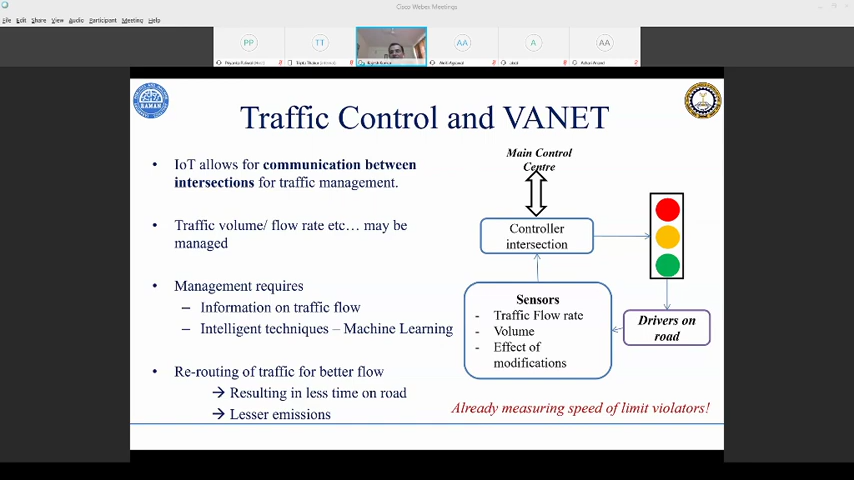 Cisco Webex Meetings
File Edit Share View Audio Participant Meeting Help
PP
TT
AA
A
AA
Traffic Control and VANET
• IoT allows for communication between
intersections for traffic management.
• Traffic volume/ flow rate etc… may be
managed
• Management requires
– Information on traffic flow
– Intelligent techniques – Machine Learning
• Re-routing of traffic for better flow
→ Resulting in less time on road
→ Lesser emissions
Main Control
Centre
Controller
intersection
Sensors
- Traffic Flow rate
- Volume
- Effect of
modifications
Drivers on
road
Already measuring speed of limit violators!